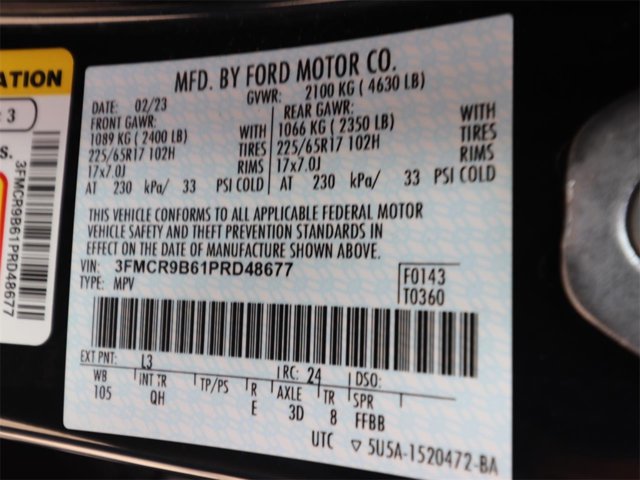 ATION
3
s.
3FMCR9B61PRD48677
MFD. BY FORD MOTOR CO.
GVWR: 2100 KG ( 4630 LB)
DATE: 02/23
FRONT GAWR:
1089 KG ( 2400 LB) WITH
225/65R17 102H TIRES
17x7.0J RIMS
AT 230 kPa/ 33 PSI COLD
REAR GAWR:
1066 KG ( 2350 LB) WITH
225/65R17 102H TIRES
17x7.0J RIMS
AT 230 kPa/ 33 PSI COLD
THIS VEHICLE CONFORMS TO ALL APPLICABLE FEDERAL MOTOR
VEHICLE SAFETY AND THEFT PREVENTION STANDARDS IN
EFFECT ON THE DATE OF MANUFACTURE SHOWN ABOVE.
VIN: 3FMCR9B61PRD48677
TYPE: MPV
F0143
T0360
EXT PNT: L3 RC: 24 DSO:
WB INT TR TP/PS R AXLE TR SPR
105 QH E 3D 8 FFBB
UTC ▽ 5U5A-1520472-BA